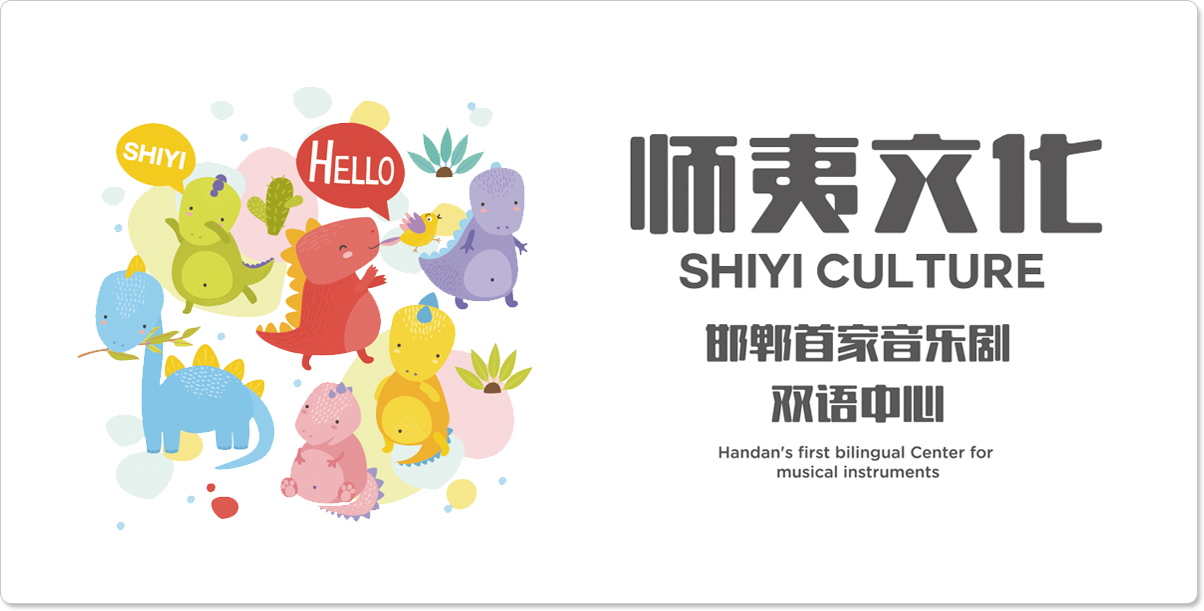 SHIYI
HELLO
师夷文化
SHIYI CULTURE
邯郸首家音乐剧
双语中心
Handan's first bilingual Center for
musical instruments